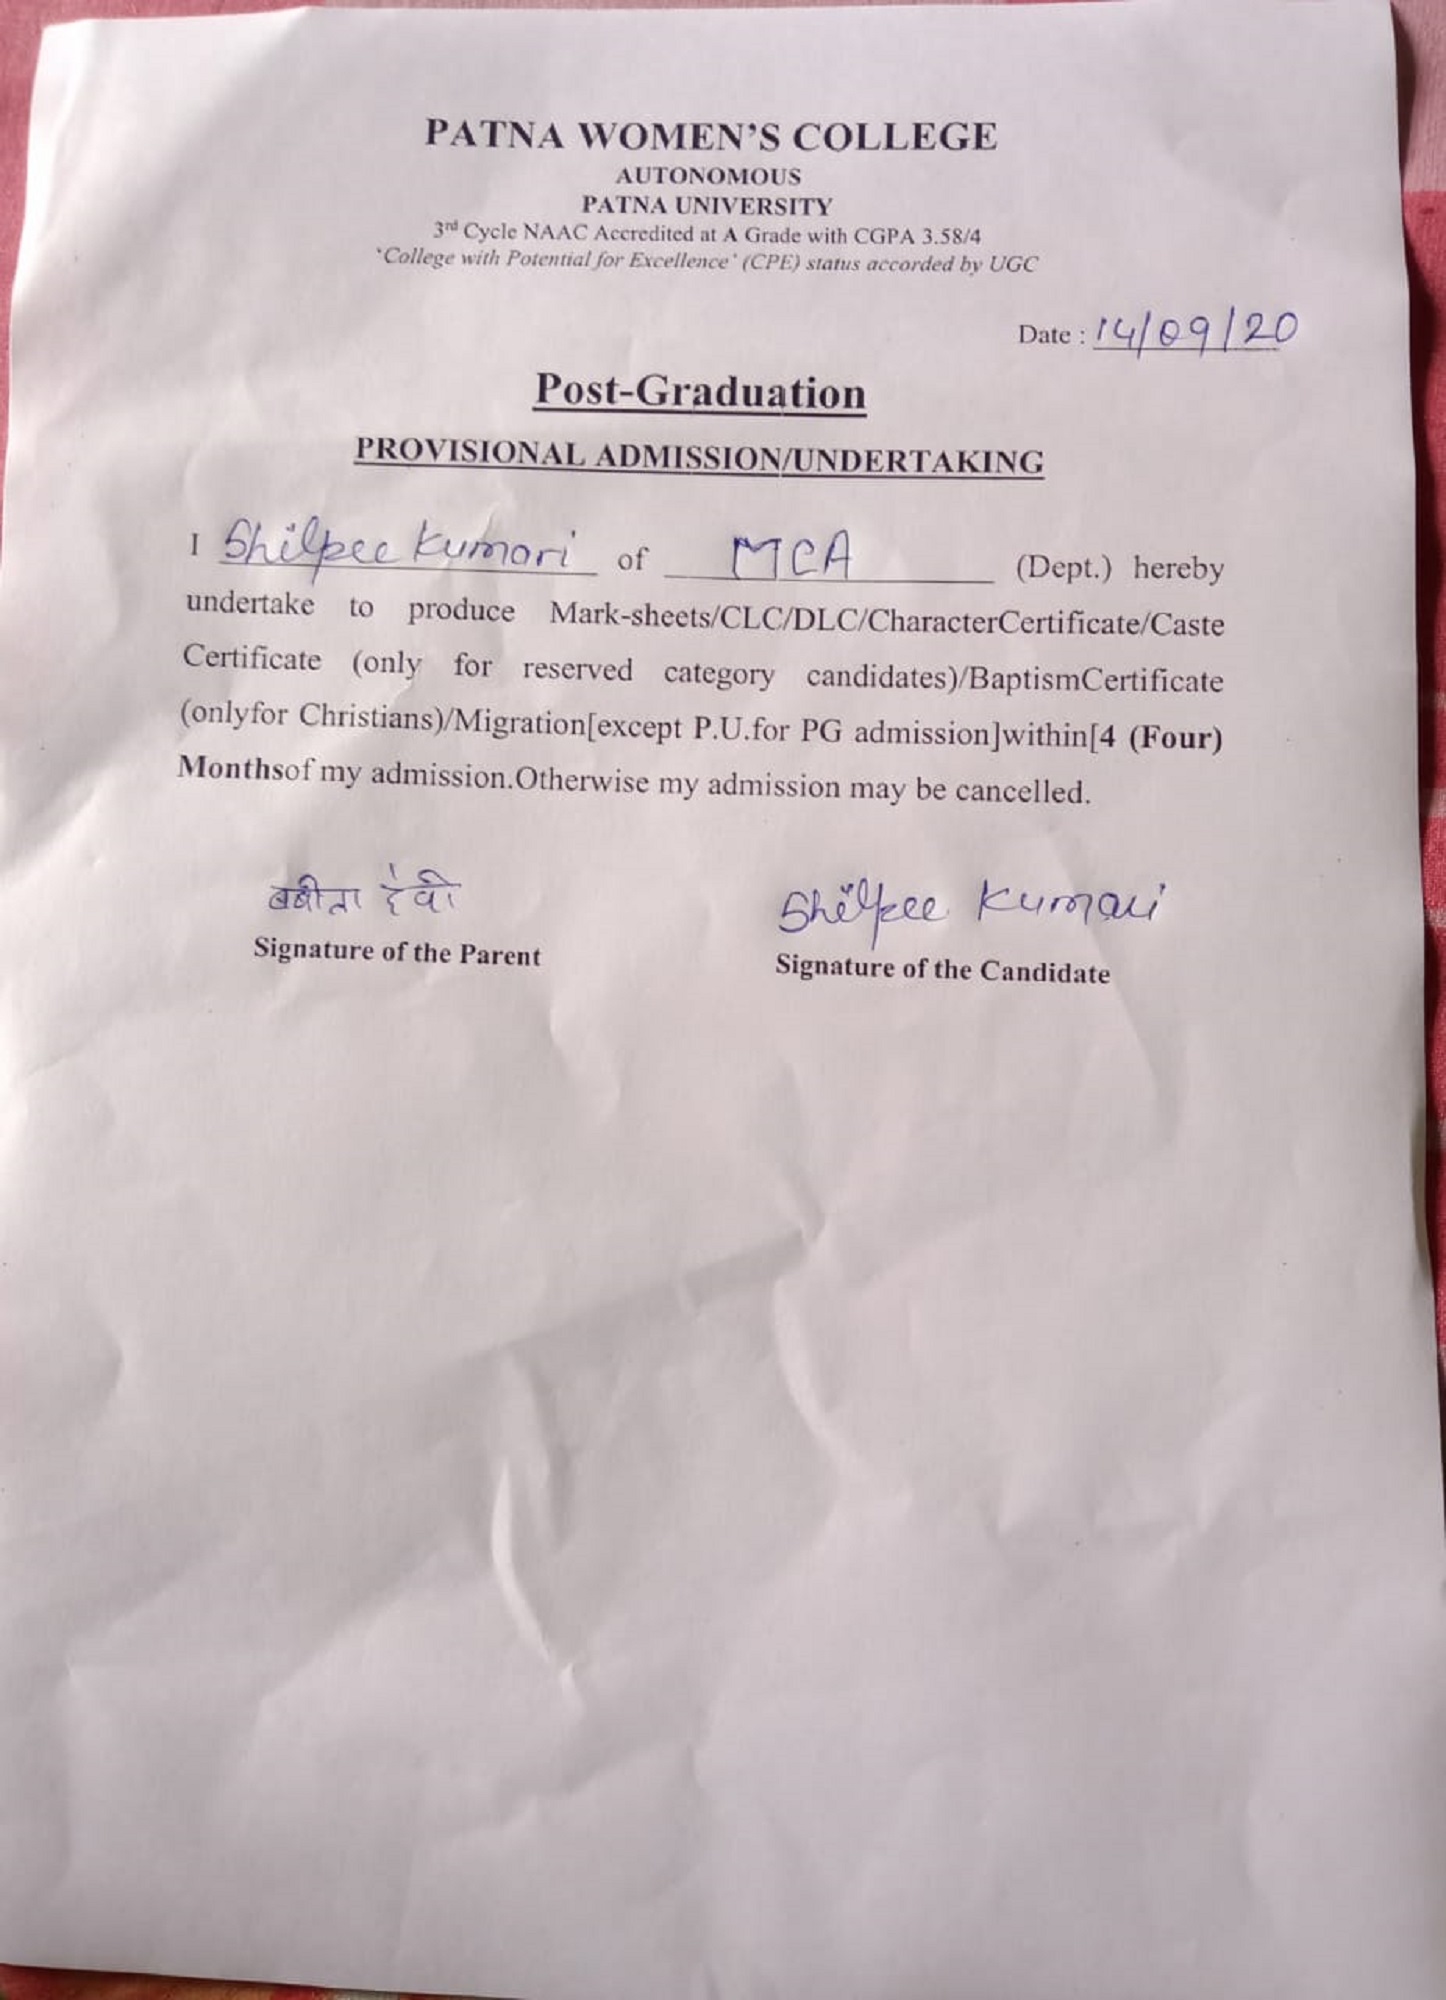 PATNA WOMEN'S COLLEGE
AUTONOMOUS
PATNA UNIVERSITY
3rd Cycle NAAC Accredited at A Grade with CGPA 3.58/4
'College with Potential for Excellence' (CPE) status accorded by UGC
Date : 14/09/20
Post-Graduation
PROVISIONAL ADMISSION/UNDERTAKING
I Shilpee Kumari of MCA (Dept.) hereby
undertake to produce Mark-sheets/CLC/DLC/CharacterCertificate/Caste
Certificate (only for reserved category candidates)/BaptismCertificate
(onlyfor Christians)/Migration[except P.U.for PG admission]within[4 (Four)
Monthsof my admission.Otherwise my admission may be cancelled.
बबीता देवी Shilpee Kumari
Signature of the Parent Signature of the Candidate